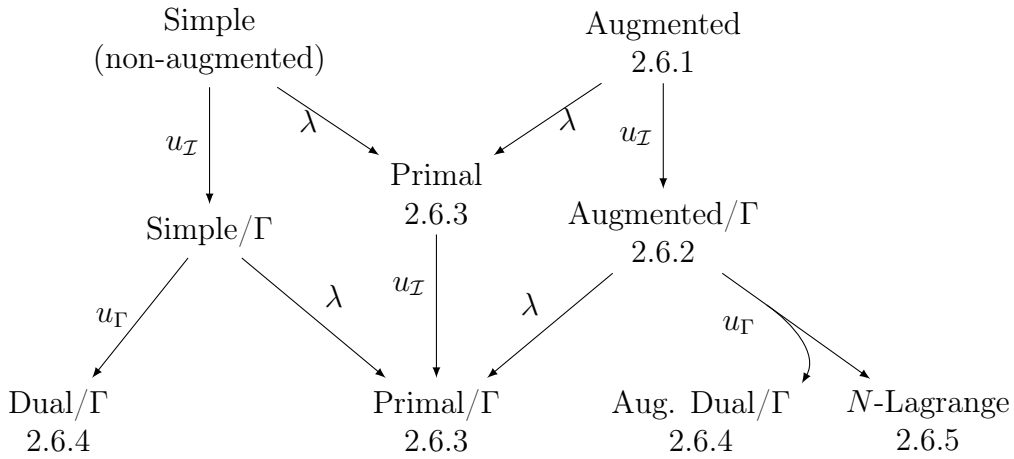 Simple
(non-augmented)
Augmented
2.6.1
λ
λ
u_𝓘
u_𝓘
Primal
2.6.3
Simple/Γ
Augmented/Γ
2.6.2
u_𝓘
λ
λ
u_Γ
u_Γ
Dual/Γ
2.6.4
Primal/Γ
2.6.3
Aug. Dual/Γ
2.6.4
N-Lagrange
2.6.5